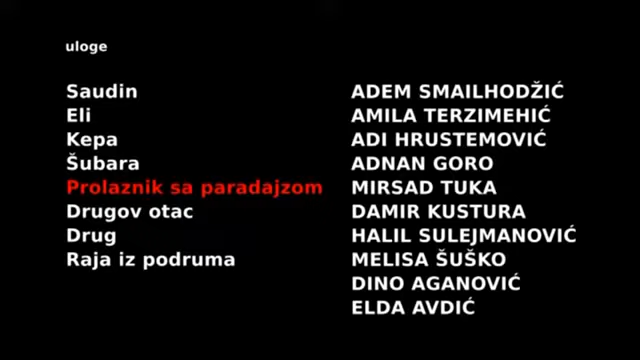 uloge
Saudin ADEM SMAILHODŽIĆ
Eli AMILA TERZIMEHIĆ
Kepa ADI HRUSTEMOVIĆ
Šubara ADNAN GORO
Prolaznik sa paradajzom MIRSAD TUKA
Drugov otac DAMIR KUSTURA
Drug HALIL SULEJMANOVIĆ
Raja iz podruma MELISA ŠUŠKO
DINO AGANOVIĆ
ELDA AVDIĆ